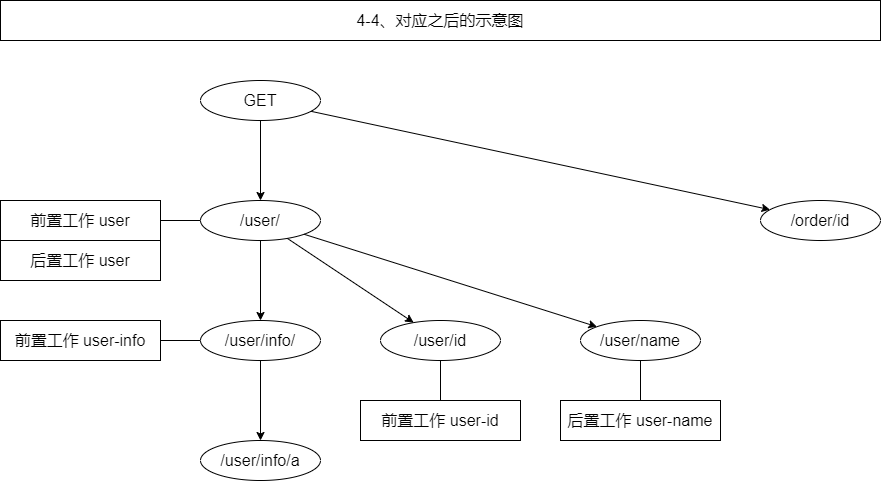 4-4、对应之后的示意图
GET
前置工作 user
/user/
/order/id
后置工作 user
前置工作 user-info
/user/info/
/user/id
/user/name
前置工作 user-id
后置工作 user-name
/user/info/a